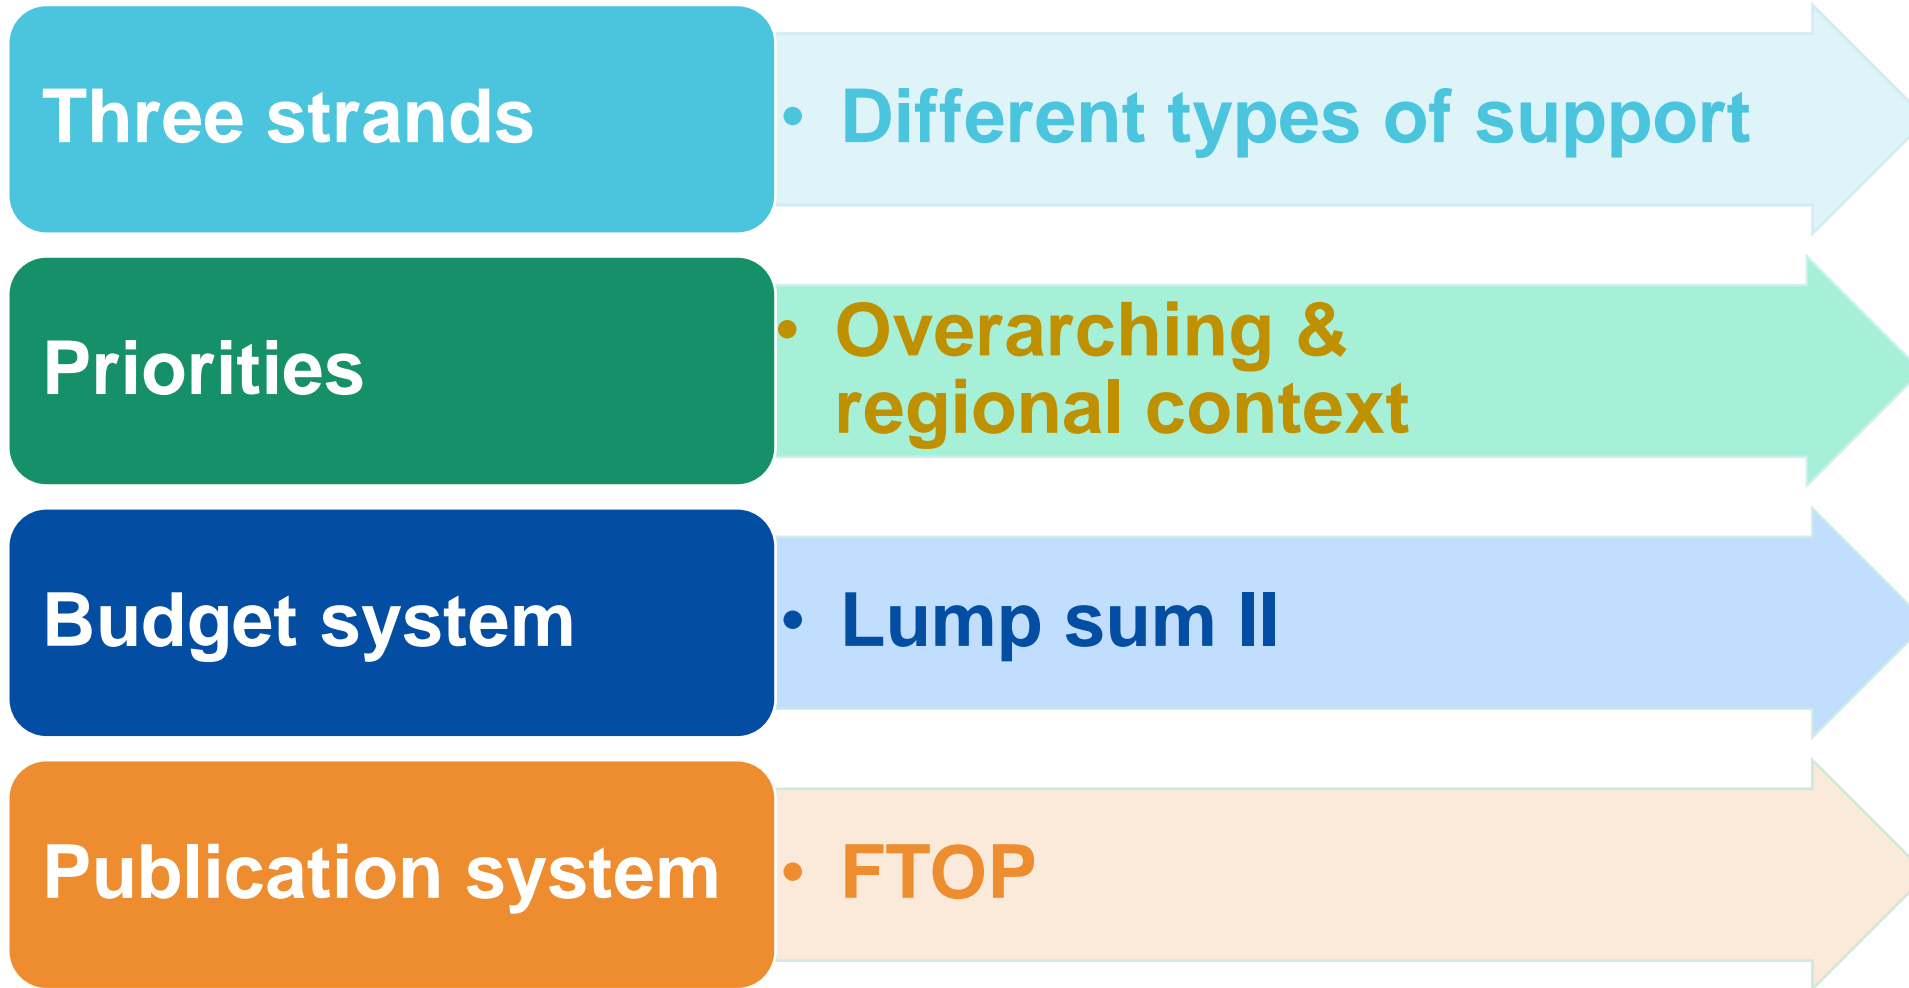 Three strands
• Different types of support
Priorities
• Overarching &
regional context
Budget system
• Lump sum II
Publication system
• FTOP